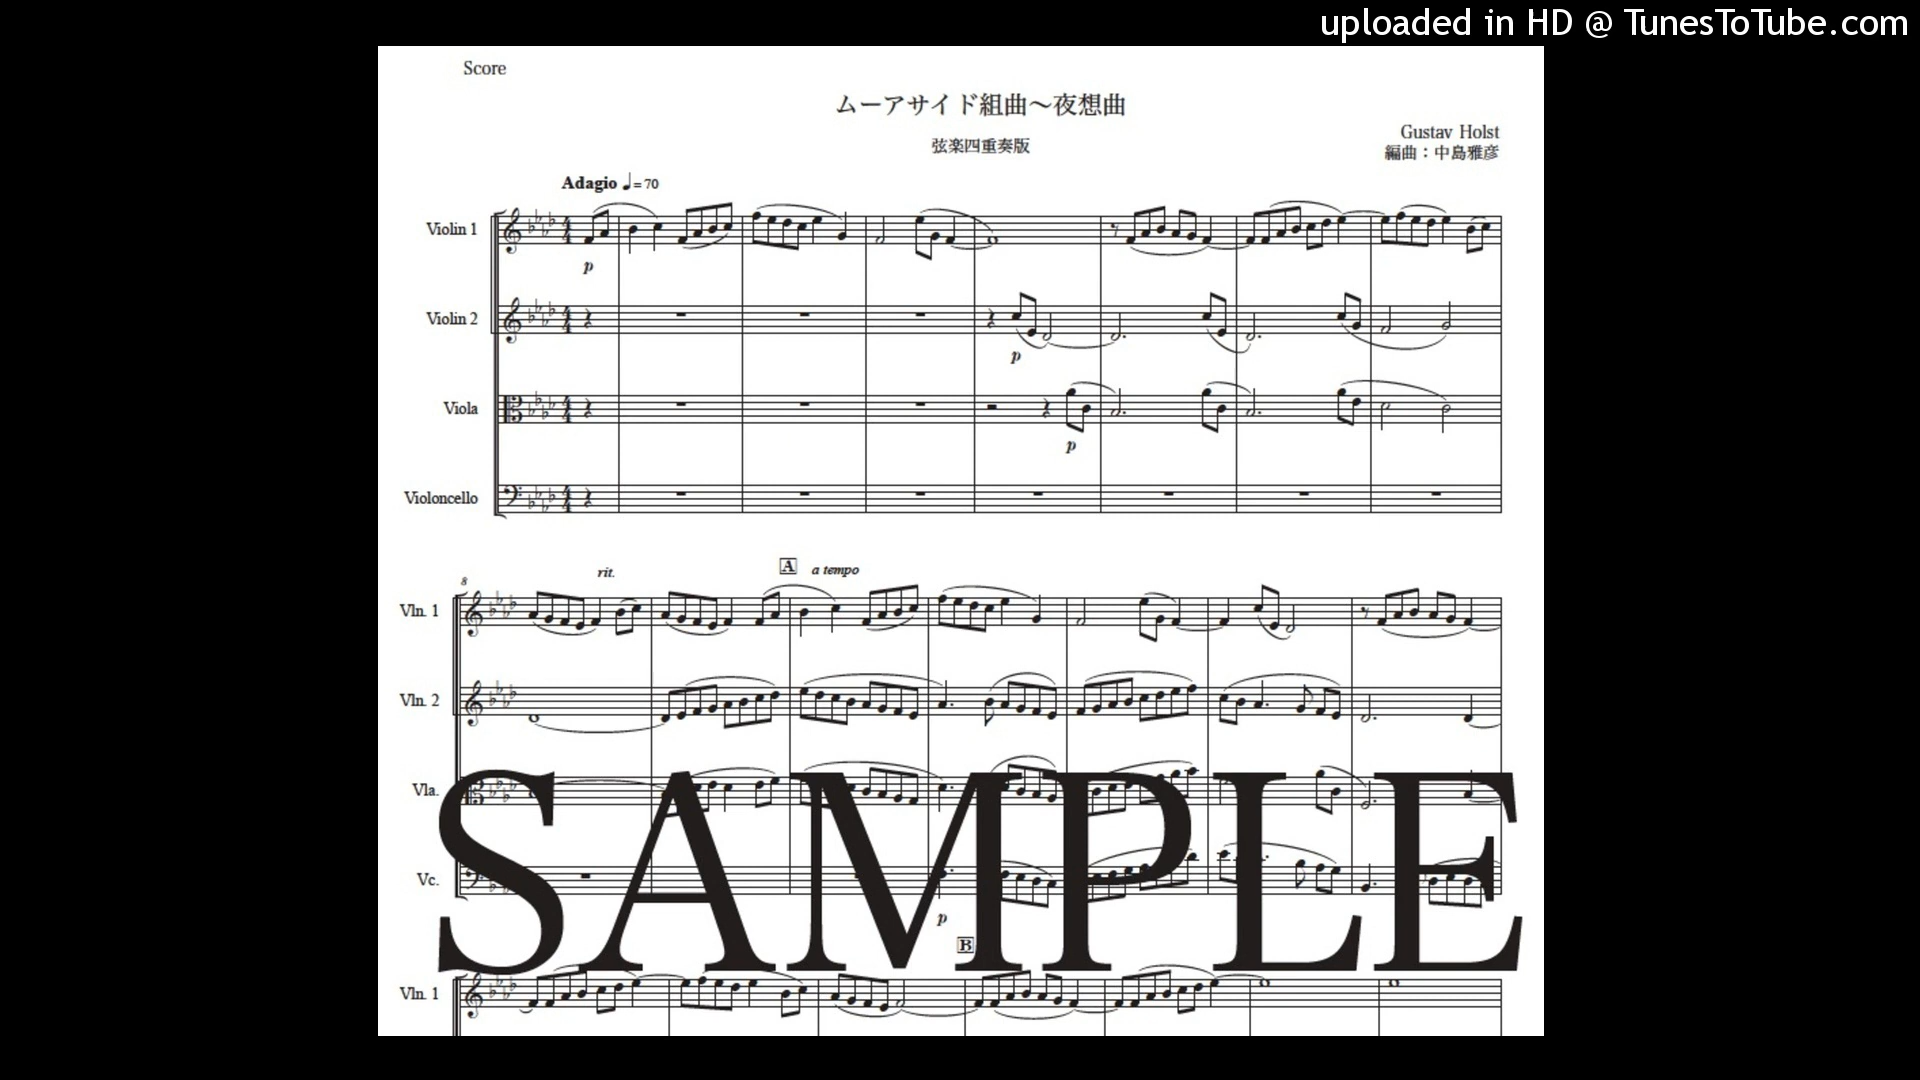 uploaded in HD @ TunesToTube.com
Score
ムーアサイド組曲〜夜想曲
弦楽四重奏版
Gustav Holst
編曲：中島雅彦
Adagio ♩= 70
Violin 1
p
Violin 2
p
Viola
p
Violoncello
8
rit.
A
a tempo
Vln. 1
Vln. 2
Vla.
Vc.
p
SAMPLE
B
Vln. 1